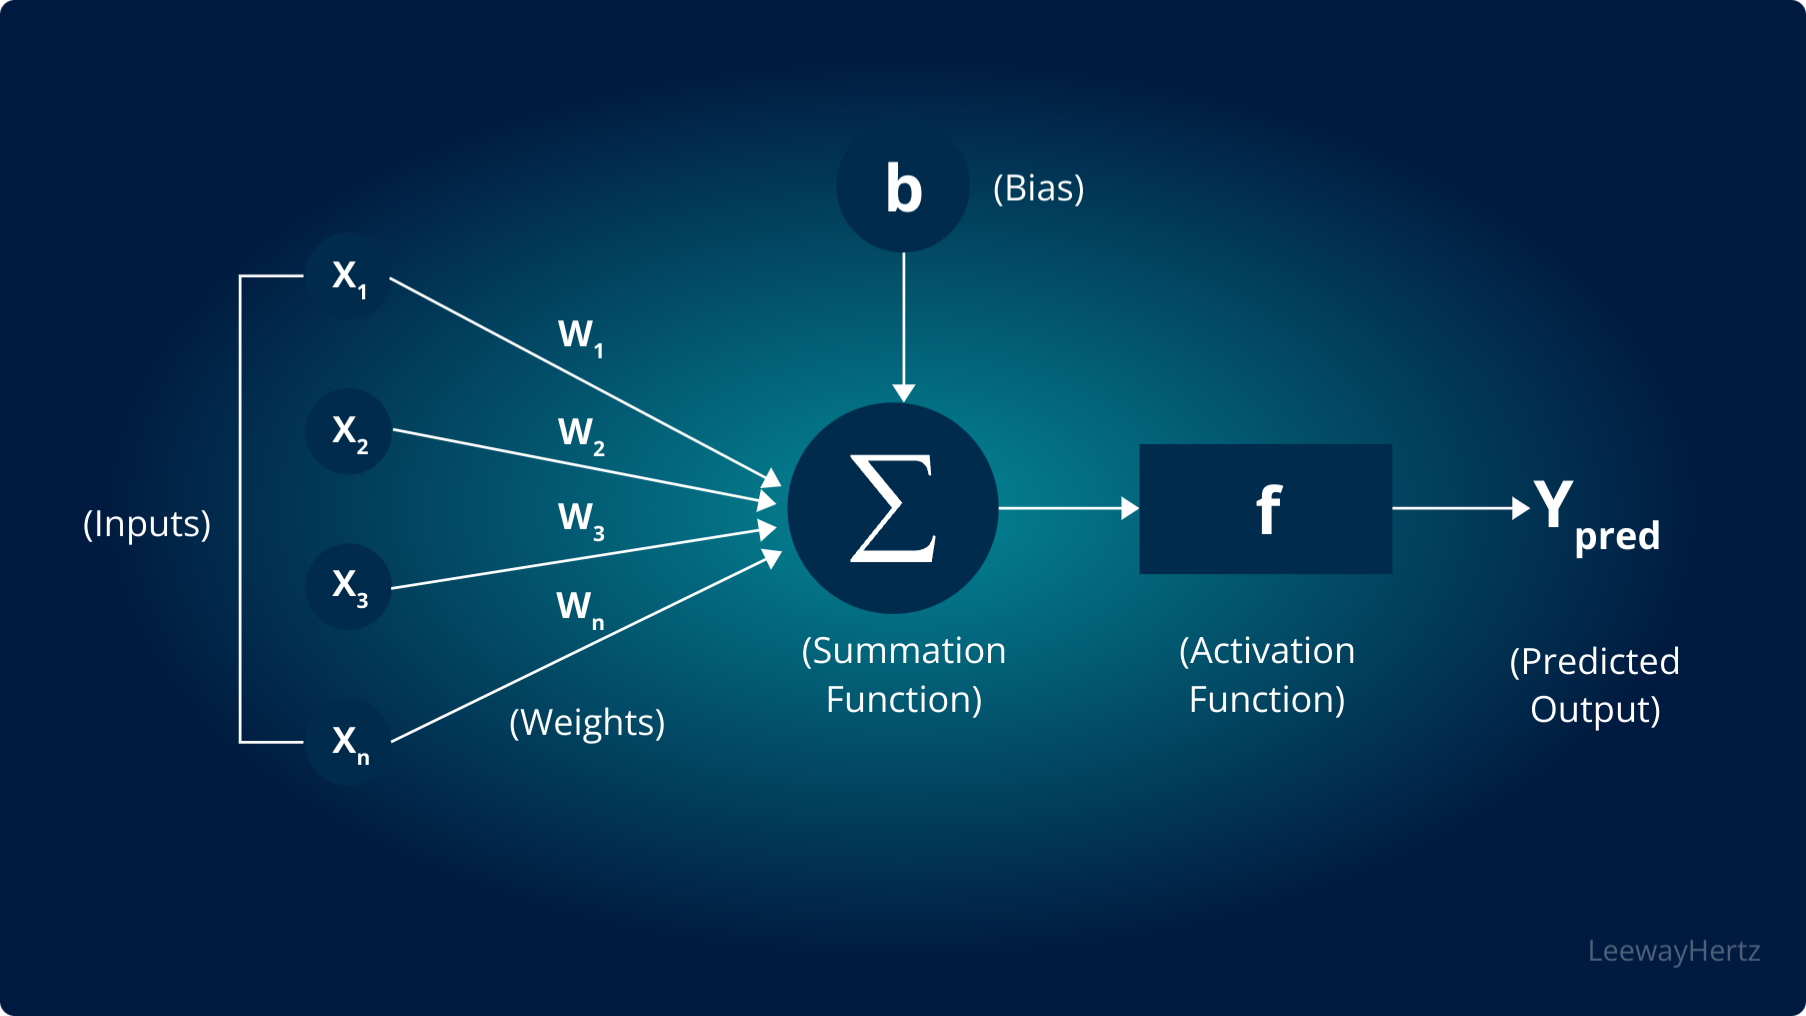 b
(Bias)
X1
W1
X2
W2
(Inputs)
W3
X3
Wn
Xn
(Weights)
∑
(Summation
Function)
f
(Activation
Function)
Ypred
(Predicted
Output)
LeewayHertz